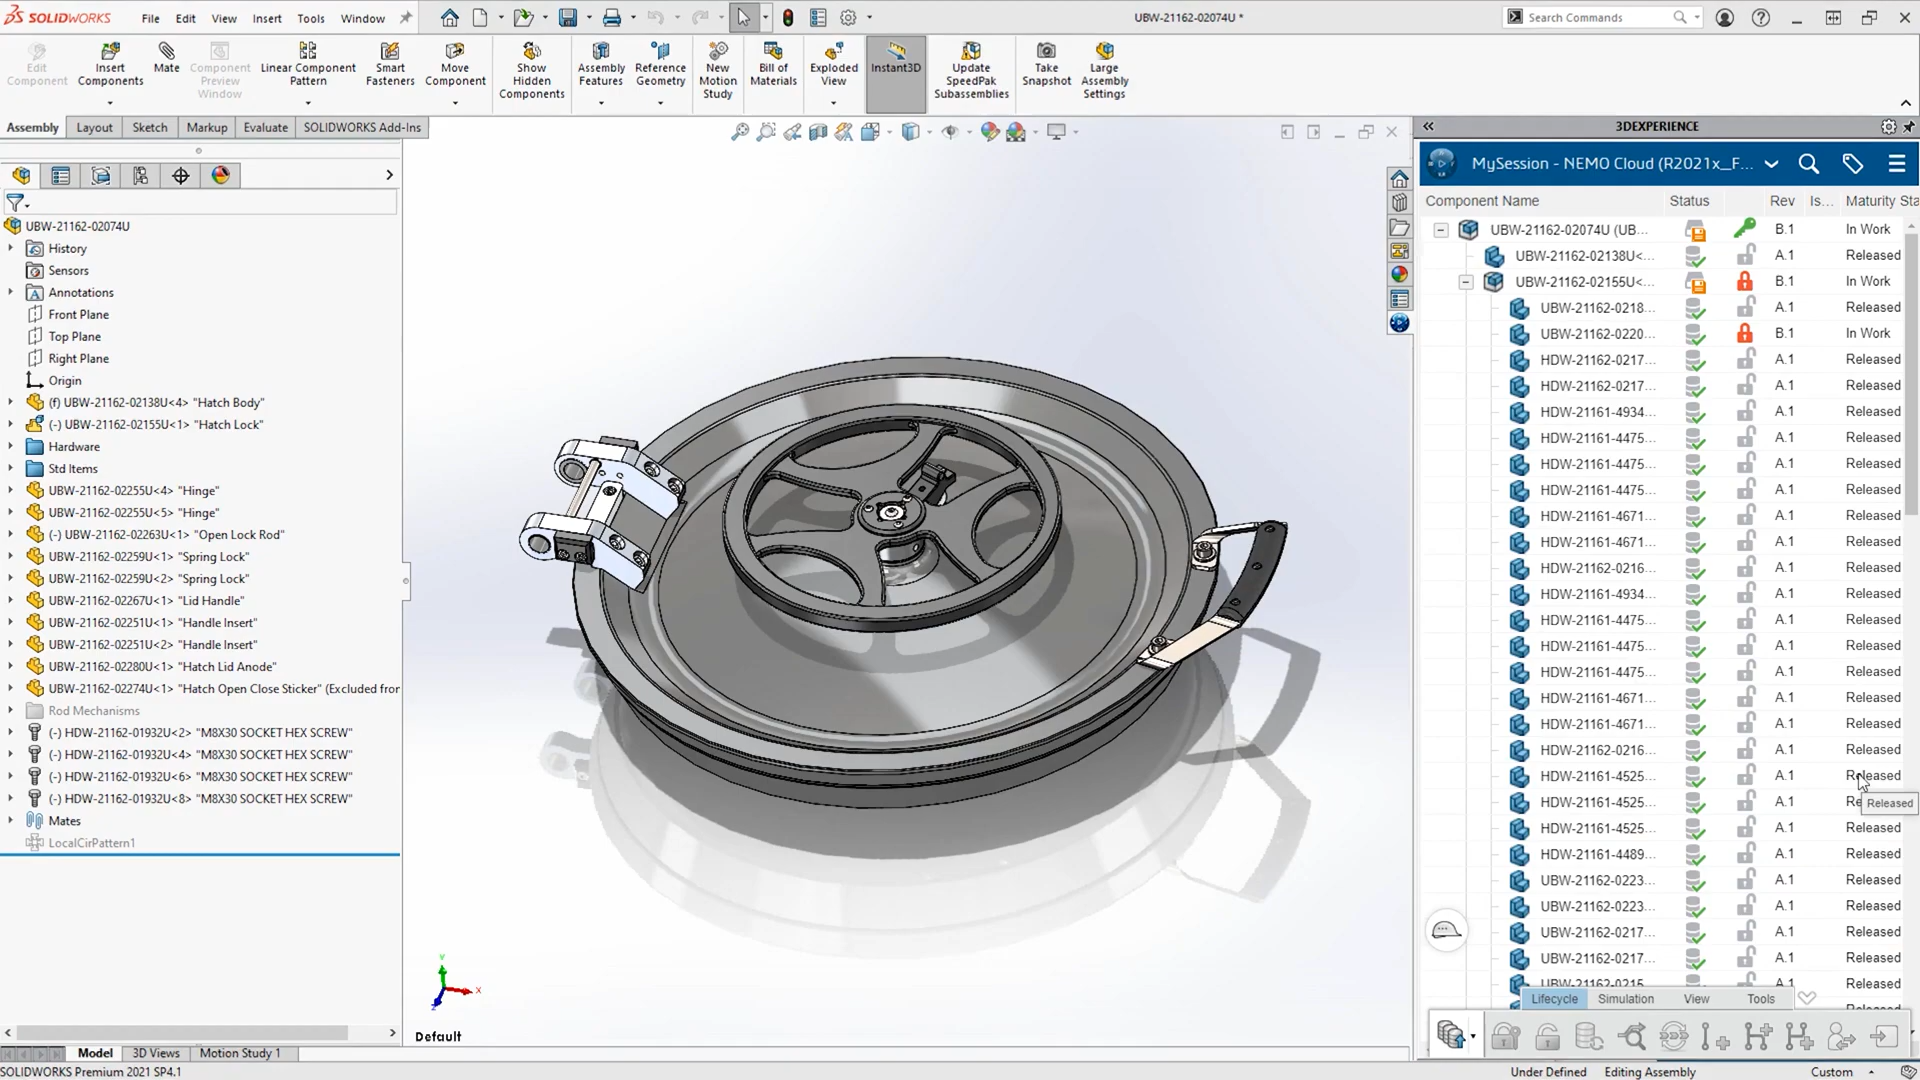 SOLIDWORKS
File Edit View Insert Tools Window
UBW-21162-02074U *
Search Commands
Edit Component
Insert Components
Mate
Component Preview Window
Linear Component Pattern
Smart Fasteners
Move Component
Show Hidden Components
Assembly Features
Reference Geometry
New Motion Study
Bill of Materials
Exploded View
Instant3D
Update SpeedPak Subassemblies
Take Snapshot
Large Assembly Settings
Assembly Layout Sketch Markup Evaluate SOLIDWORKS Add-Ins
UBW-21162-02074U
History
Sensors
Annotations
Front Plane
Top Plane
Right Plane
Origin
(f) UBW-21162-02138U<4> "Hatch Body"
(-) UBW-21162-02155U<1> "Hatch Lock"
Hardware
Std Items
UBW-21162-02255U<4> "Hinge"
UBW-21162-02255U<5> "Hinge"
(-) UBW-21162-02263U<1> "Open Lock Rod"
UBW-21162-02259U<1> "Spring Lock"
UBW-21162-02259U<2> "Spring Lock"
UBW-21162-02267U<1> "Lid Handle"
UBW-21162-02251U<1> "Handle Insert"
UBW-21162-02251U<2> "Handle Insert"
UBW-21162-02280U<1> "Hatch Lid Anode"
UBW-21162-02274U<1> "Hatch Open Close Sticker" (Excluded fror
Rod Mechanisms
(-) HDW-21162-01932U<2> "M8X30 SOCKET HEX SCREW"
(-) HDW-21162-01932U<4> "M8X30 SOCKET HEX SCREW"
(-) HDW-21162-01932U<6> "M8X30 SOCKET HEX SCREW"
(-) HDW-21162-01932U<8> "M8X30 SOCKET HEX SCREW"
Mates
LocalCirPattern1
Y
X
Z
Default
3DEXPERIENCE
MySession - NEMO Cloud (R2021x_F...
Component Name Status Rev Is... Maturity Sta
UBW-21162-02074U (UB... B.1 In Work
UBW-21162-02138U<... A.1 Released
UBW-21162-02155U<... B.1 In Work
UBW-21162-0218... A.1 Released
UBW-21162-0220... B.1 In Work
HDW-21162-0217... A.1 Released
HDW-21162-0217... A.1 Released
HDW-21161-4934... A.1 Released
HDW-21161-4475... A.1 Released
HDW-21161-4475... A.1 Released
HDW-21161-4475... A.1 Released
HDW-21161-4671... A.1 Released
HDW-21161-4671... A.1 Released
HDW-21162-0216... A.1 Released
HDW-21161-4934... A.1 Released
HDW-21161-4475... A.1 Released
HDW-21161-4475... A.1 Released
HDW-21161-4475... A.1 Released
HDW-21161-4671... A.1 Released
HDW-21161-4671... A.1 Released
HDW-21162-0216... A.1 Released
HDW-21161-4525... A.1 Released
HDW-21161-4525... A.1 Re
Released
HDW-21161-4525... A.1 Released
HDW-21161-4489... A.1 Released
UBW-21162-0223... A.1 Released
UBW-21162-0223... A.1 Released
UBW-21162-0217... A.1 Released
UBW-21162-0217... A.1 Released
UBW-21162-0215... A.1 Released
Lifecycle Simulation View Tools
Model 3D Views Motion Study 1
SOLIDWORKS Premium 2021 SP4.1
Under Defined Editing Assembly Custom